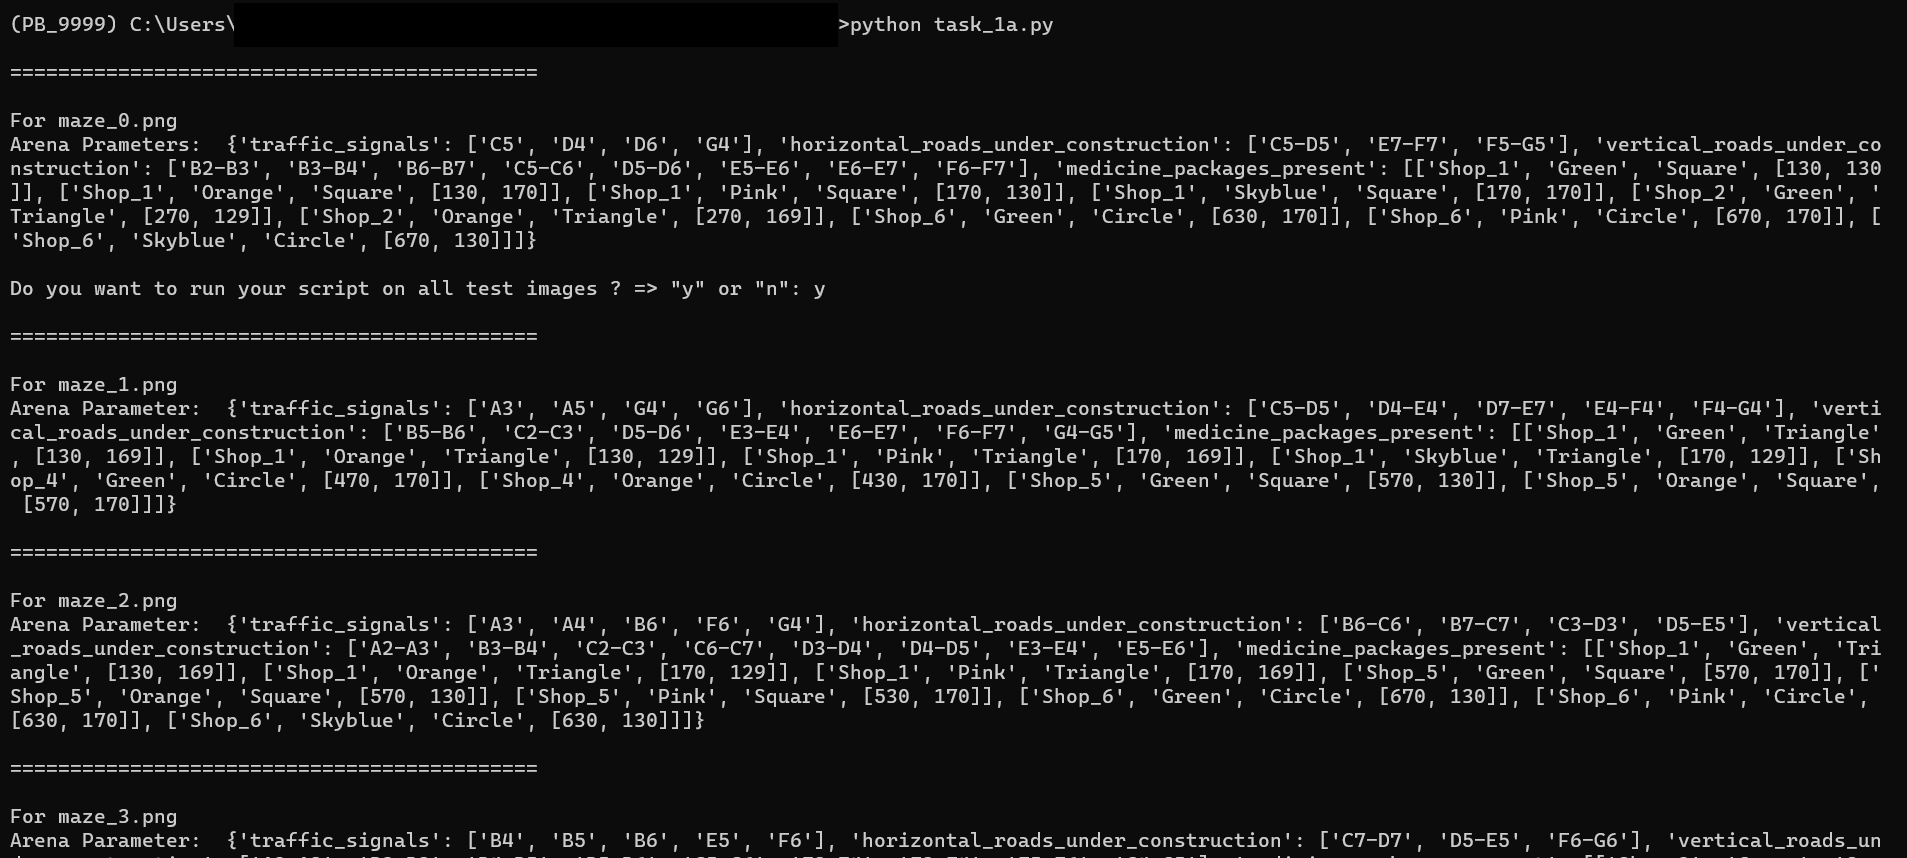 (PB_9999) C:\Users\ >python task_1a.py
============================================
For maze_0.png
Arena Prameters:  {'traffic_signals': ['C5', 'D4', 'D6', 'G4'], 'horizontal_roads_under_construction': ['C5-D5', 'E7-F7', 'F5-G5'], 'vertical_roads_under_co
nstruction': ['B2-B3', 'B3-B4', 'B6-B7', 'C5-C6', 'D5-D6', 'E5-E6', 'E6-E7', 'F6-F7'], 'medicine_packages_present': [['Shop_1', 'Green', 'Square', [130, 130
]], ['Shop_1', 'Orange', 'Square', [130, 170]], ['Shop_1', 'Pink', 'Square', [170, 130]], ['Shop_1', 'Skyblue', 'Square', [170, 170]], ['Shop_2', 'Green', '
Triangle', [270, 129]], ['Shop_2', 'Orange', 'Triangle', [270, 169]], ['Shop_6', 'Green', 'Circle', [630, 170]], ['Shop_6', 'Pink', 'Circle', [670, 170]], [
'Shop_6', 'Skyblue', 'Circle', [670, 130]]]}
Do you want to run your script on all test images ? => "y" or "n": y
============================================
For maze_1.png
Arena Parameter:  {'traffic_signals': ['A3', 'A5', 'G4', 'G6'], 'horizontal_roads_under_construction': ['C5-D5', 'D4-E4', 'D7-E7', 'E4-F4', 'F4-G4'], 'verti
cal_roads_under_construction': ['B5-B6', 'C2-C3', 'D5-D6', 'E3-E4', 'E6-E7', 'F6-F7', 'G4-G5'], 'medicine_packages_present': [['Shop_1', 'Green', 'Triangle'
, [130, 169]], ['Shop_1', 'Orange', 'Triangle', [130, 129]], ['Shop_1', 'Pink', 'Triangle', [170, 169]], ['Shop_1', 'Skyblue', 'Triangle', [170, 129]], ['Sh
op_4', 'Green', 'Circle', [470, 170]], ['Shop_4', 'Orange', 'Circle', [430, 170]], ['Shop_5', 'Green', 'Square', [570, 130]], ['Shop_5', 'Orange', 'Square',
 [570, 170]]]}
============================================
For maze_2.png
Arena Parameter:  {'traffic_signals': ['A3', 'A4', 'B6', 'F6', 'G4'], 'horizontal_roads_under_construction': ['B6-C6', 'B7-C7', 'C3-D3', 'D5-E5'], 'vertical
_roads_under_construction': ['A2-A3', 'B3-B4', 'C2-C3', 'C6-C7', 'D3-D4', 'D4-D5', 'E3-E4', 'E5-E6'], 'medicine_packages_present': [['Shop_1', 'Green', 'Tri
angle', [130, 169]], ['Shop_1', 'Orange', 'Triangle', [170, 129]], ['Shop_1', 'Pink', 'Triangle', [170, 169]], ['Shop_5', 'Green', 'Square', [570, 170]], ['
Shop_5', 'Orange', 'Square', [570, 130]], ['Shop_5', 'Pink', 'Square', [530, 170]], ['Shop_6', 'Green', 'Circle', [670, 130]], ['Shop_6', 'Pink', 'Circle',
[630, 170]], ['Shop_6', 'Skyblue', 'Circle', [630, 130]]]}
============================================
For maze_3.png
Arena Parameter:  {'traffic_signals': ['B4', 'B5', 'B6', 'E5', 'F6'], 'horizontal_roads_under_construction': ['C7-D7', 'D5-E5', 'F6-G6'], 'vertical_roads_un